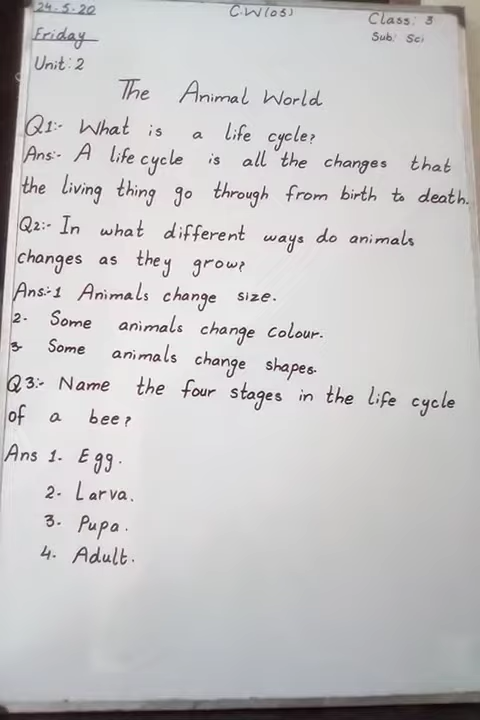 24-5-20 C.W(05) Class: 3
Friday Sub: Sci
Unit: 2
The Animal World
Q1:- What is a life cycle?
Ans:- A life cycle is all the changes that
the living thing go through from birth to death.
Q2:- In what different ways do animals
changes as they grow?
Ans:-1 Animals change size.
2- Some animals change colour.
3- Some animals change shapes.
Q3:- Name the four stages in the life cycle
of a bee?
Ans 1. Egg.
2- Larva.
3- Pupa.
4. Adult.